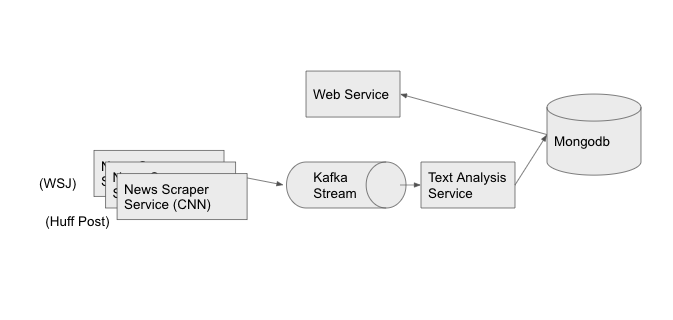 Web Service
Mongodb
(WSJ)
News Scraper
Service (CNN)
(Huff Post)
Kafka
Stream
Text Analysis
Service